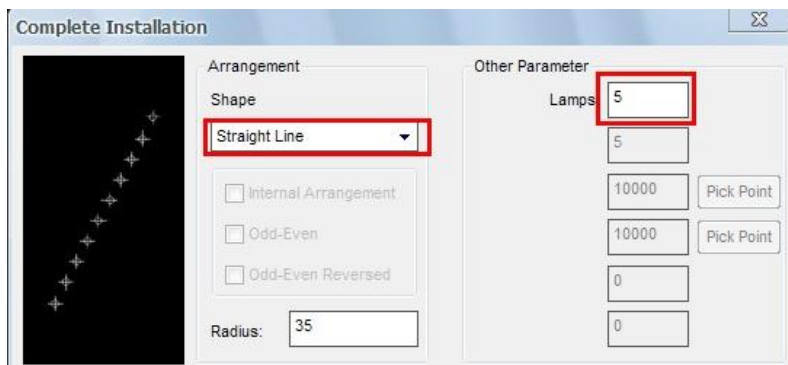 Complete Installation
Arrangement
Shape
Straight Line
Internal Arrangement
Odd-Even
Odd-Even Reversed
Radius: 35
Other Parameter
Lamps 5
5
10000 Pick Point
10000 Pick Point
0
0